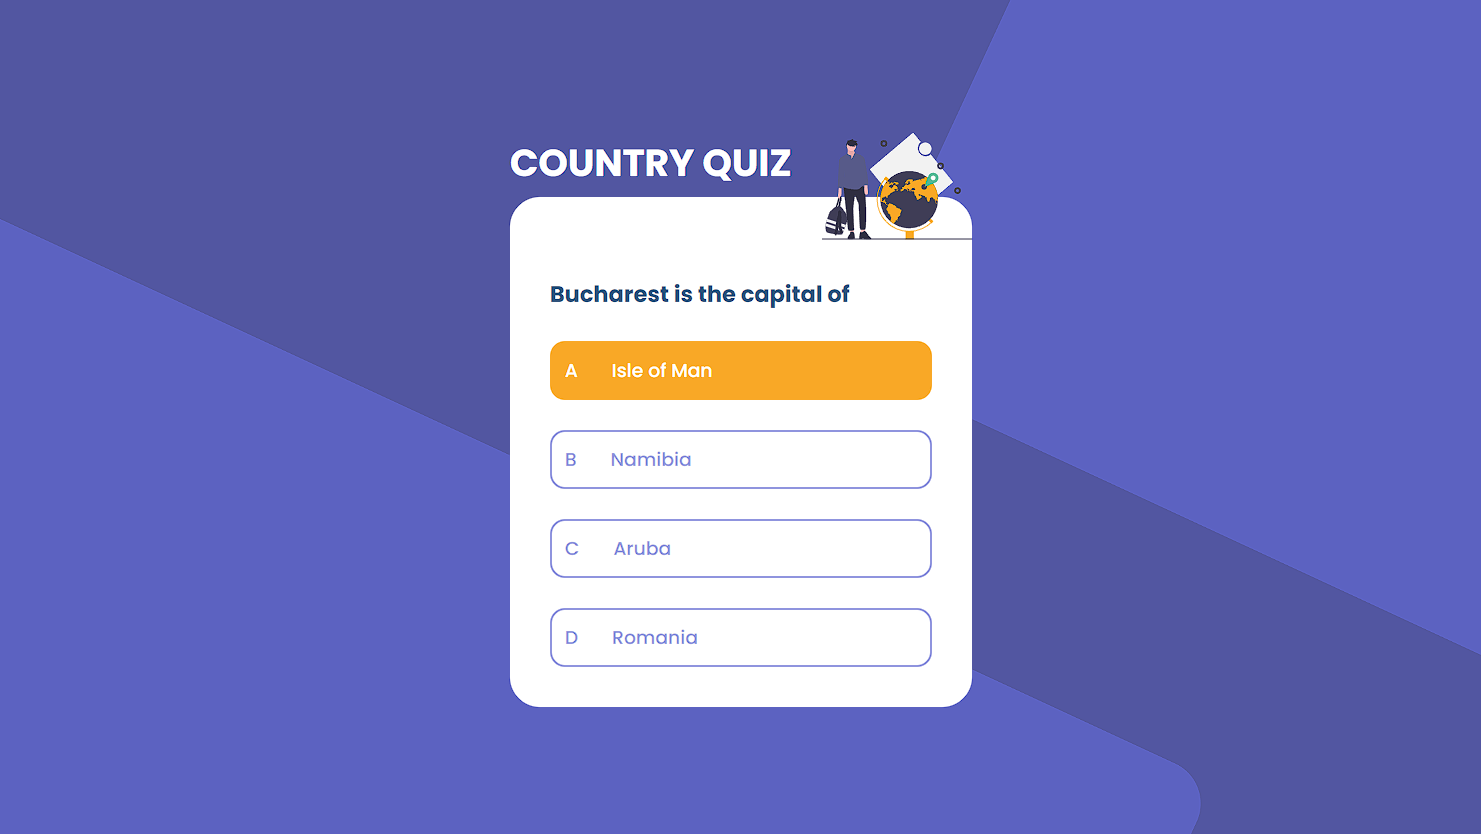 COUNTRY QUIZ
Bucharest is the capital of
A Isle of Man
B Namibia
C Aruba
D Romania